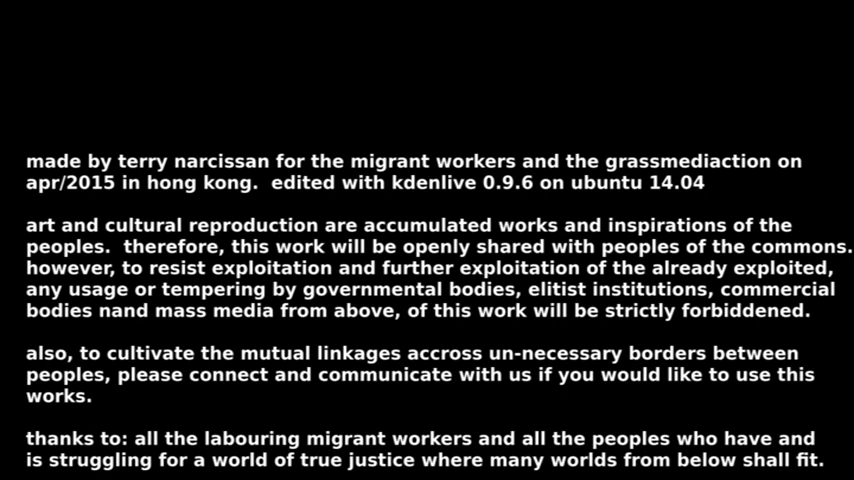 made by terry narcissan for the migrant workers and the grassmediaction on
apr/2015 in hong kong.  edited with kdenlive 0.9.6 on ubuntu 14.04
art and cultural reproduction are accumulated works and inspirations of the
peoples.  therefore, this work will be openly shared with peoples of the commons.
however, to resist exploitation and further exploitation of the already exploited,
any usage or tempering by governmental bodies, elitist institutions, commercial
bodies nand mass media from above, of this work will be strictly forbiddened.
also, to cultivate the mutual linkages accross un-necessary borders between
peoples, please connect and communicate with us if you would like to use this
works.
thanks to: all the labouring migrant workers and all the peoples who have and
is struggling for a world of true justice where many worlds from below shall fit.